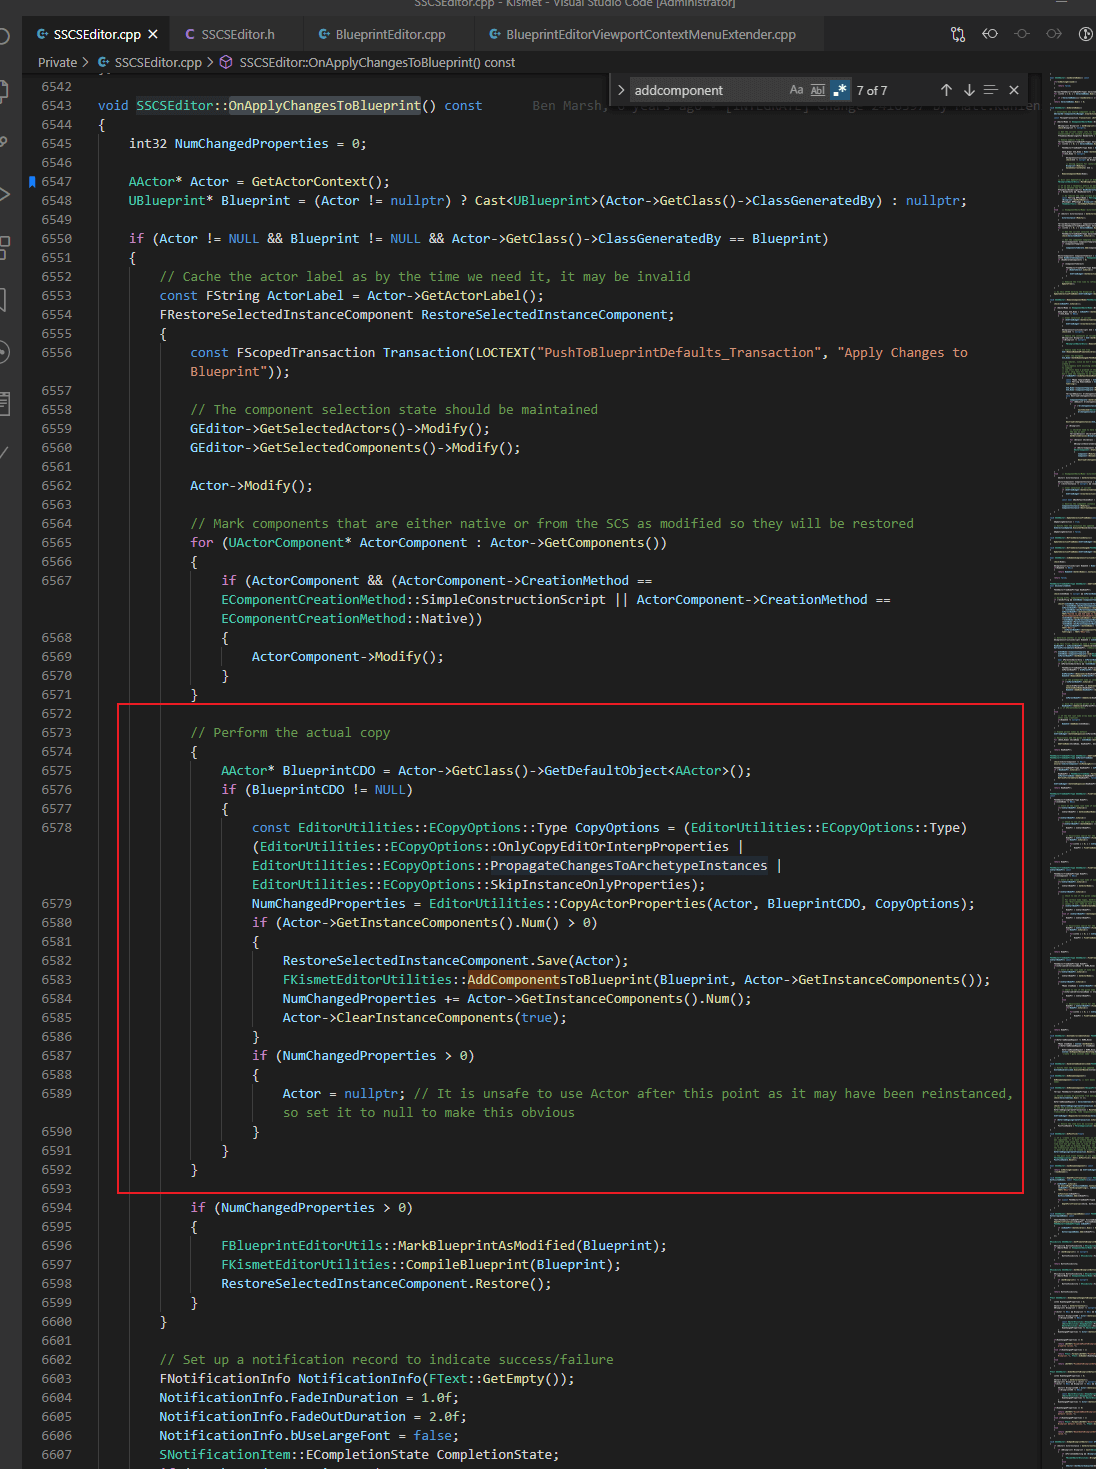 SSCSEditor.cpp - Kismet - Visual Studio Code [Administrator]
SSCSEditor.cpp
SSCSEditor.h
BlueprintEditor.cpp
BlueprintEditorViewportContextMenuExtender.cpp
Private > SSCSEditor.cpp > SSCSEditor::OnApplyChangesToBlueprint() const
addcomponent Aa Abl .* 7 of 7
6542
6543 void SSCSEditor::OnApplyChangesToBlueprint() const Ben Marsh,
6544 {
6545 int32 NumChangedProperties = 0;
6546
6547 AActor* Actor = GetActorContext();
6548 UBlueprint* Blueprint = (Actor != nullptr) ? Cast<UBlueprint>(Actor->GetClass()->ClassGeneratedBy) : nullptr;
6549
6550 if (Actor != NULL && Blueprint != NULL && Actor->GetClass()->ClassGeneratedBy == Blueprint)
6551 {
6552 // Cache the actor label as by the time we need it, it may be invalid
6553 const FString ActorLabel = Actor->GetActorLabel();
6554 FRestoreSelectedInstanceComponent RestoreSelectedInstanceComponent;
6555 {
6556 const FScopedTransaction Transaction(LOCTEXT("PushToBlueprintDefaults_Transaction", "Apply Changes to
Blueprint"));
6557
6558 // The component selection state should be maintained
6559 GEditor->GetSelectedActors()->Modify();
6560 GEditor->GetSelectedComponents()->Modify();
6561
6562 Actor->Modify();
6563
6564 // Mark components that are either native or from the SCS as modified so they will be restored
6565 for (UActorComponent* ActorComponent : Actor->GetComponents())
6566 {
6567 if (ActorComponent && (ActorComponent->CreationMethod ==
EComponentCreationMethod::SimpleConstructionScript || ActorComponent->CreationMethod ==
EComponentCreationMethod::Native))
6568 {
6569 ActorComponent->Modify();
6570 }
6571 }
6572
6573 // Perform the actual copy
6574 {
6575 AActor* BlueprintCDO = Actor->GetClass()->GetDefaultObject<AActor>();
6576 if (BlueprintCDO != NULL)
6577 {
6578 const EditorUtilities::ECopyOptions::Type CopyOptions = (EditorUtilities::ECopyOptions::Type)
(EditorUtilities::ECopyOptions::OnlyCopyEditOrInterpProperties |
EditorUtilities::ECopyOptions::PropagateChangesToArchetypeInstances |
EditorUtilities::ECopyOptions::SkipInstanceOnlyProperties);
6579 NumChangedProperties = EditorUtilities::CopyActorProperties(Actor, BlueprintCDO, CopyOptions);
6580 if (Actor->GetInstanceComponents().Num() > 0)
6581 {
6582 RestoreSelectedInstanceComponent.Save(Actor);
6583 FKismetEditorUtilities::AddComponentsToBlueprint(Blueprint, Actor->GetInstanceComponents());
6584 NumChangedProperties += Actor->GetInstanceComponents().Num();
6585 Actor->ClearInstanceComponents(true);
6586 }
6587 if (NumChangedProperties > 0)
6588 {
6589 Actor = nullptr; // It is unsafe to use Actor after this point as it may have been reinstanced,
so set it to null to make this obvious
6590 }
6591 }
6592 }
6593
6594 if (NumChangedProperties > 0)
6595 {
6596 FBlueprintEditorUtils::MarkBlueprintAsModified(Blueprint);
6597 FKismetEditorUtilities::CompileBlueprint(Blueprint);
6598 RestoreSelectedInstanceComponent.Restore();
6599 }
6600 }
6601
6602 // Set up a notification record to indicate success/failure
6603 FNotificationInfo NotificationInfo(FText::GetEmpty());
6604 NotificationInfo.FadeInDuration = 1.0f;
6605 NotificationInfo.FadeOutDuration = 2.0f;
6606 NotificationInfo.bUseLargeFont = false;
6607 SNotificationItem::ECompletionState CompletionState;